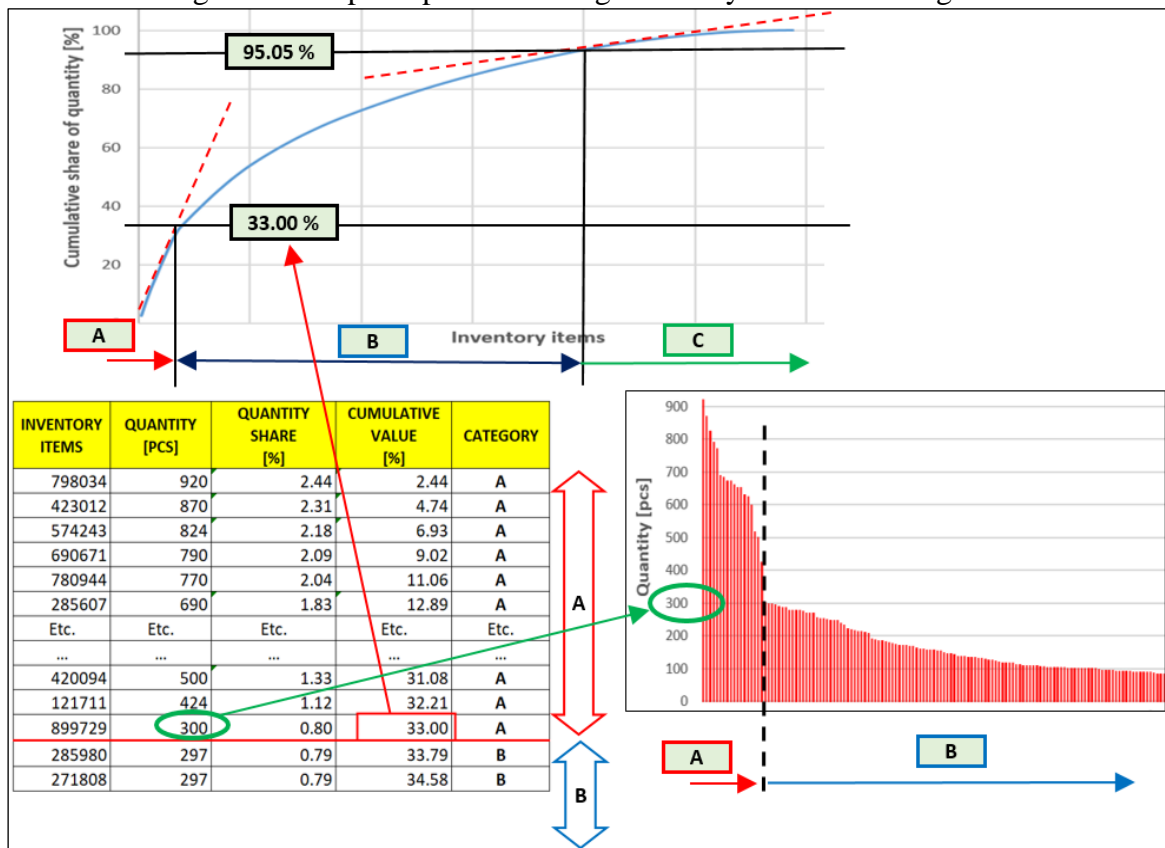 Cumulative share of quantity [%]
100
80
60
40
20
95.05 %
33.00 %
A
B
C
Inventory items
INVENTORY ITEMS QUANTITY [PCS] QUANTITY SHARE [%] CUMULATIVE VALUE [%] CATEGORY
798034 920 2.44 2.44 A
423012 870 2.31 4.74 A
574243 824 2.18 6.93 A
690671 790 2.09 9.02 A
780944 770 2.04 11.06 A
285607 690 1.83 12.89 A
Etc. Etc. Etc. Etc. Etc.
... ... ... ... ...
420094 500 1.33 31.08 A
121711 424 1.12 32.21 A
899729 300 0.80 33.00 A
285980 297 0.79 33.79 B
271808 297 0.79 34.58 B
A
B
Quantity [pcs]
900
800
700
600
500
400
300
200
100
0
A
B